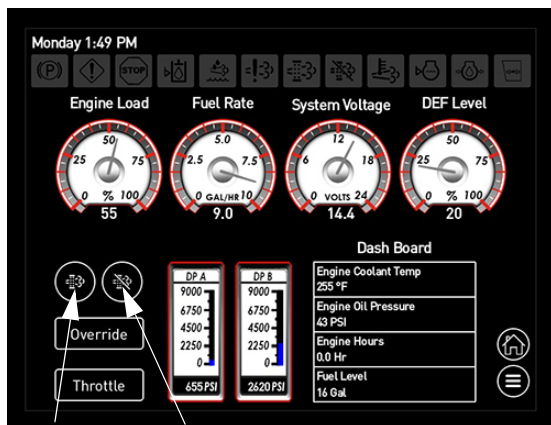 Monday 1:49 PM
(P) STOP
Engine Load Fuel Rate System Voltage DEF Level
50 5.0 12 50
25 75 2.5 7.5 6 18 25 75
0 % 100 0 GAL/HR 10 0 VOLTS 24 0 % 100
55 9.0 14.4 20
Dash Board
DP A DP B
9000 9000
6750 6750
4500 4500
2250 2250
0 0
655 PSI 2620 PSI
Engine Coolant Temp
255 °F
Engine Oil Pressure
43 PSI
Engine Hours
0.0 Hr
Fuel Level
16 Gal
Override
Throttle